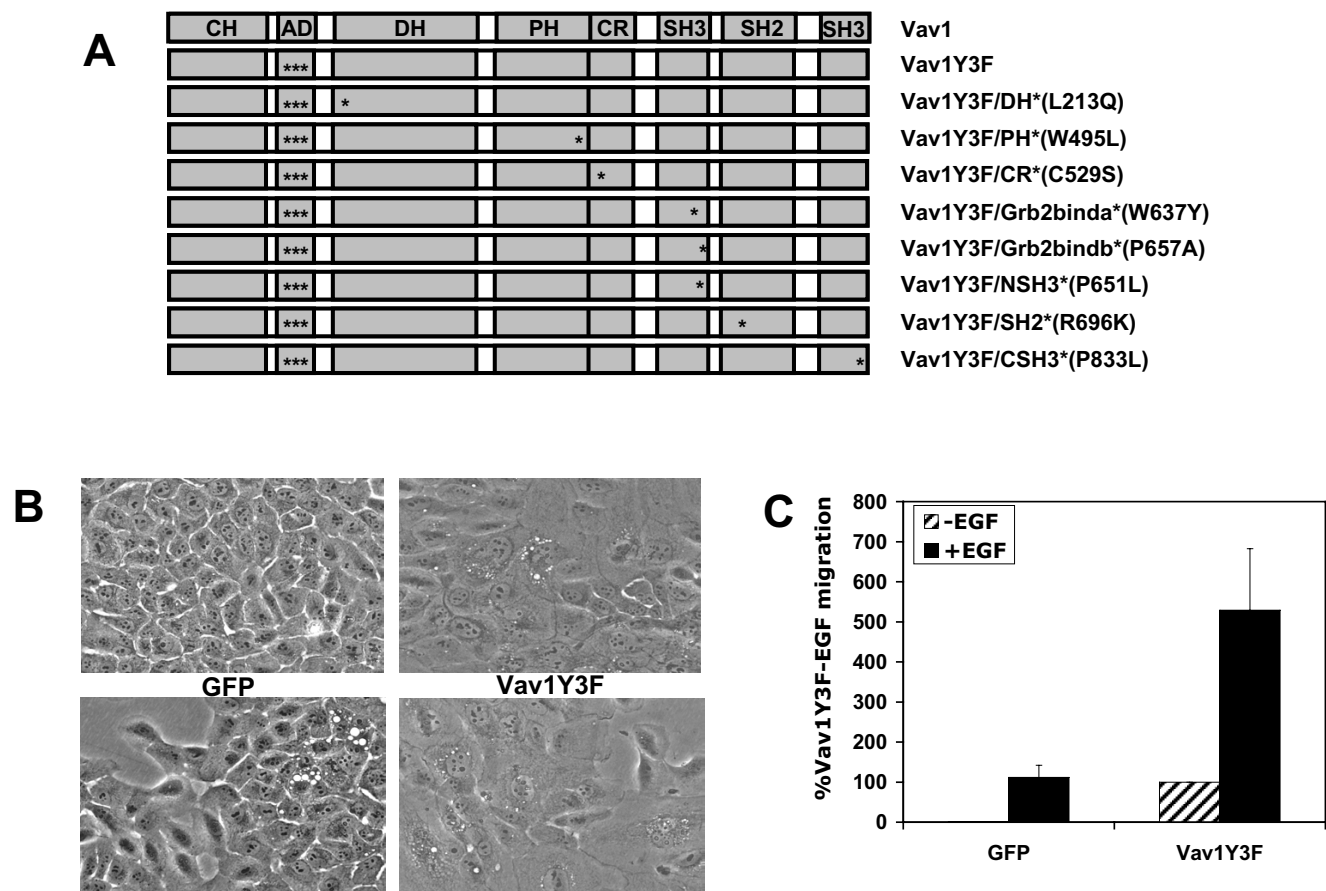 A
CH AD DH PH CR SH3 SH2 SH3 Vav1
*** Vav1Y3F
*** * Vav1Y3F/DH*(L213Q)
*** * Vav1Y3F/PH*(W495L)
*** * Vav1Y3F/CR*(C529S)
*** * Vav1Y3F/Grb2binda*(W637Y)
*** * Vav1Y3F/Grb2bindb*(P657A)
*** * Vav1Y3F/NSH3*(P651L)
*** * Vav1Y3F/SH2*(R696K)
*** * Vav1Y3F/CSH3*(P833L)
B
GFP Vav1Y3F
C
%Vav1Y3F-EGF migration
800
700
600
500
400
300
200
100
0
-EGF
+EGF
GFP Vav1Y3F